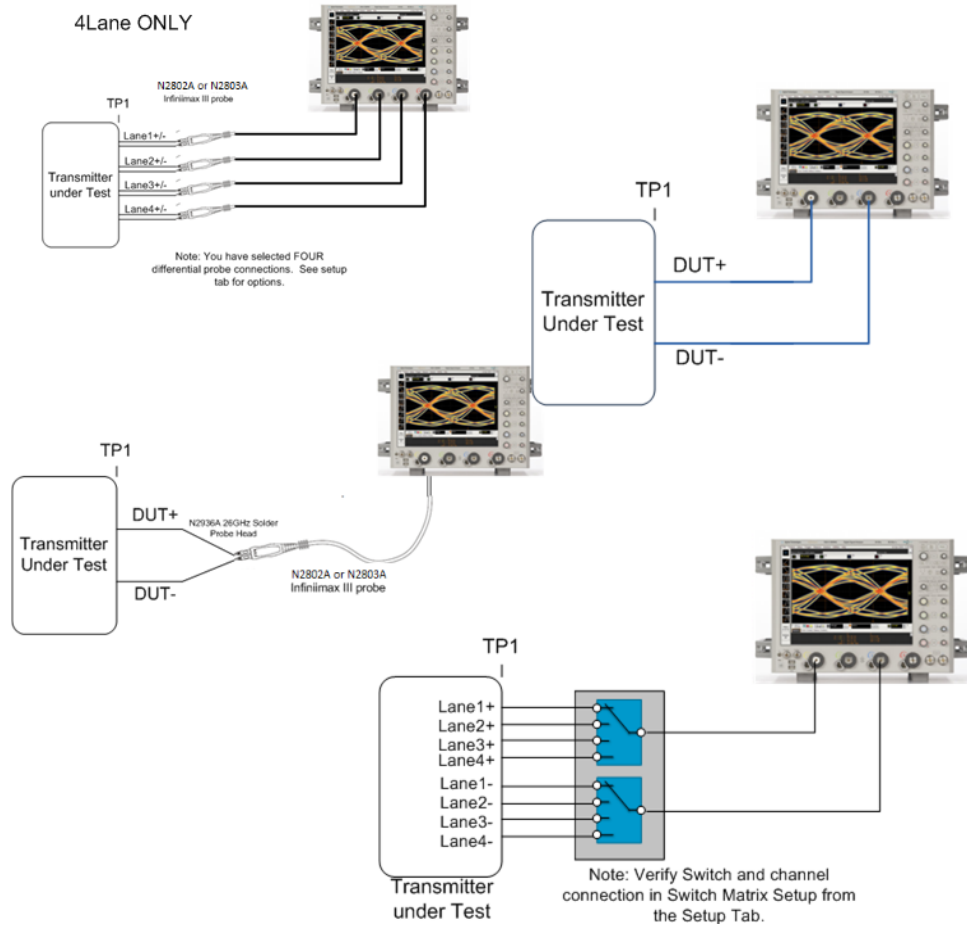 4Lane ONLY
N2802A or N2803A
Infiniimax III probe
TP1
Lane1+/-
Lane2+/-
Lane3+/-
Lane4+/-
Transmitter
under Test
Note: You have selected FOUR
differential probe connections. See setup
tab for options.
TP1
DUT+
DUT-
Transmitter
Under Test
TP1
DUT+
DUT-
Transmitter
Under Test
N2936A 26GHz Solder
Probe Head
N2802A or N2803A
Infiniimax III probe
TP1
Lane1+
Lane2+
Lane3+
Lane4+
Lane1-
Lane2-
Lane3-
Lane4-
Transmitter
under Test
Note: Verify Switch and channel
connection in Switch Matrix Setup from
the Setup Tab.